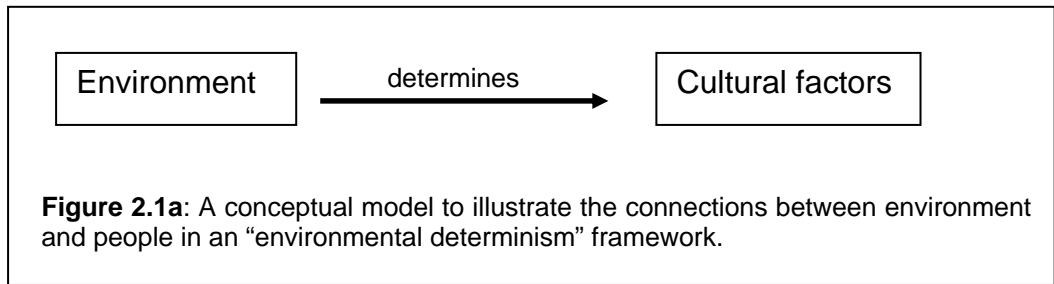 Environment
determines
Cultural factors
Figure 2.1a: A conceptual model to illustrate the connections between environment
and people in an “environmental determinism” framework.